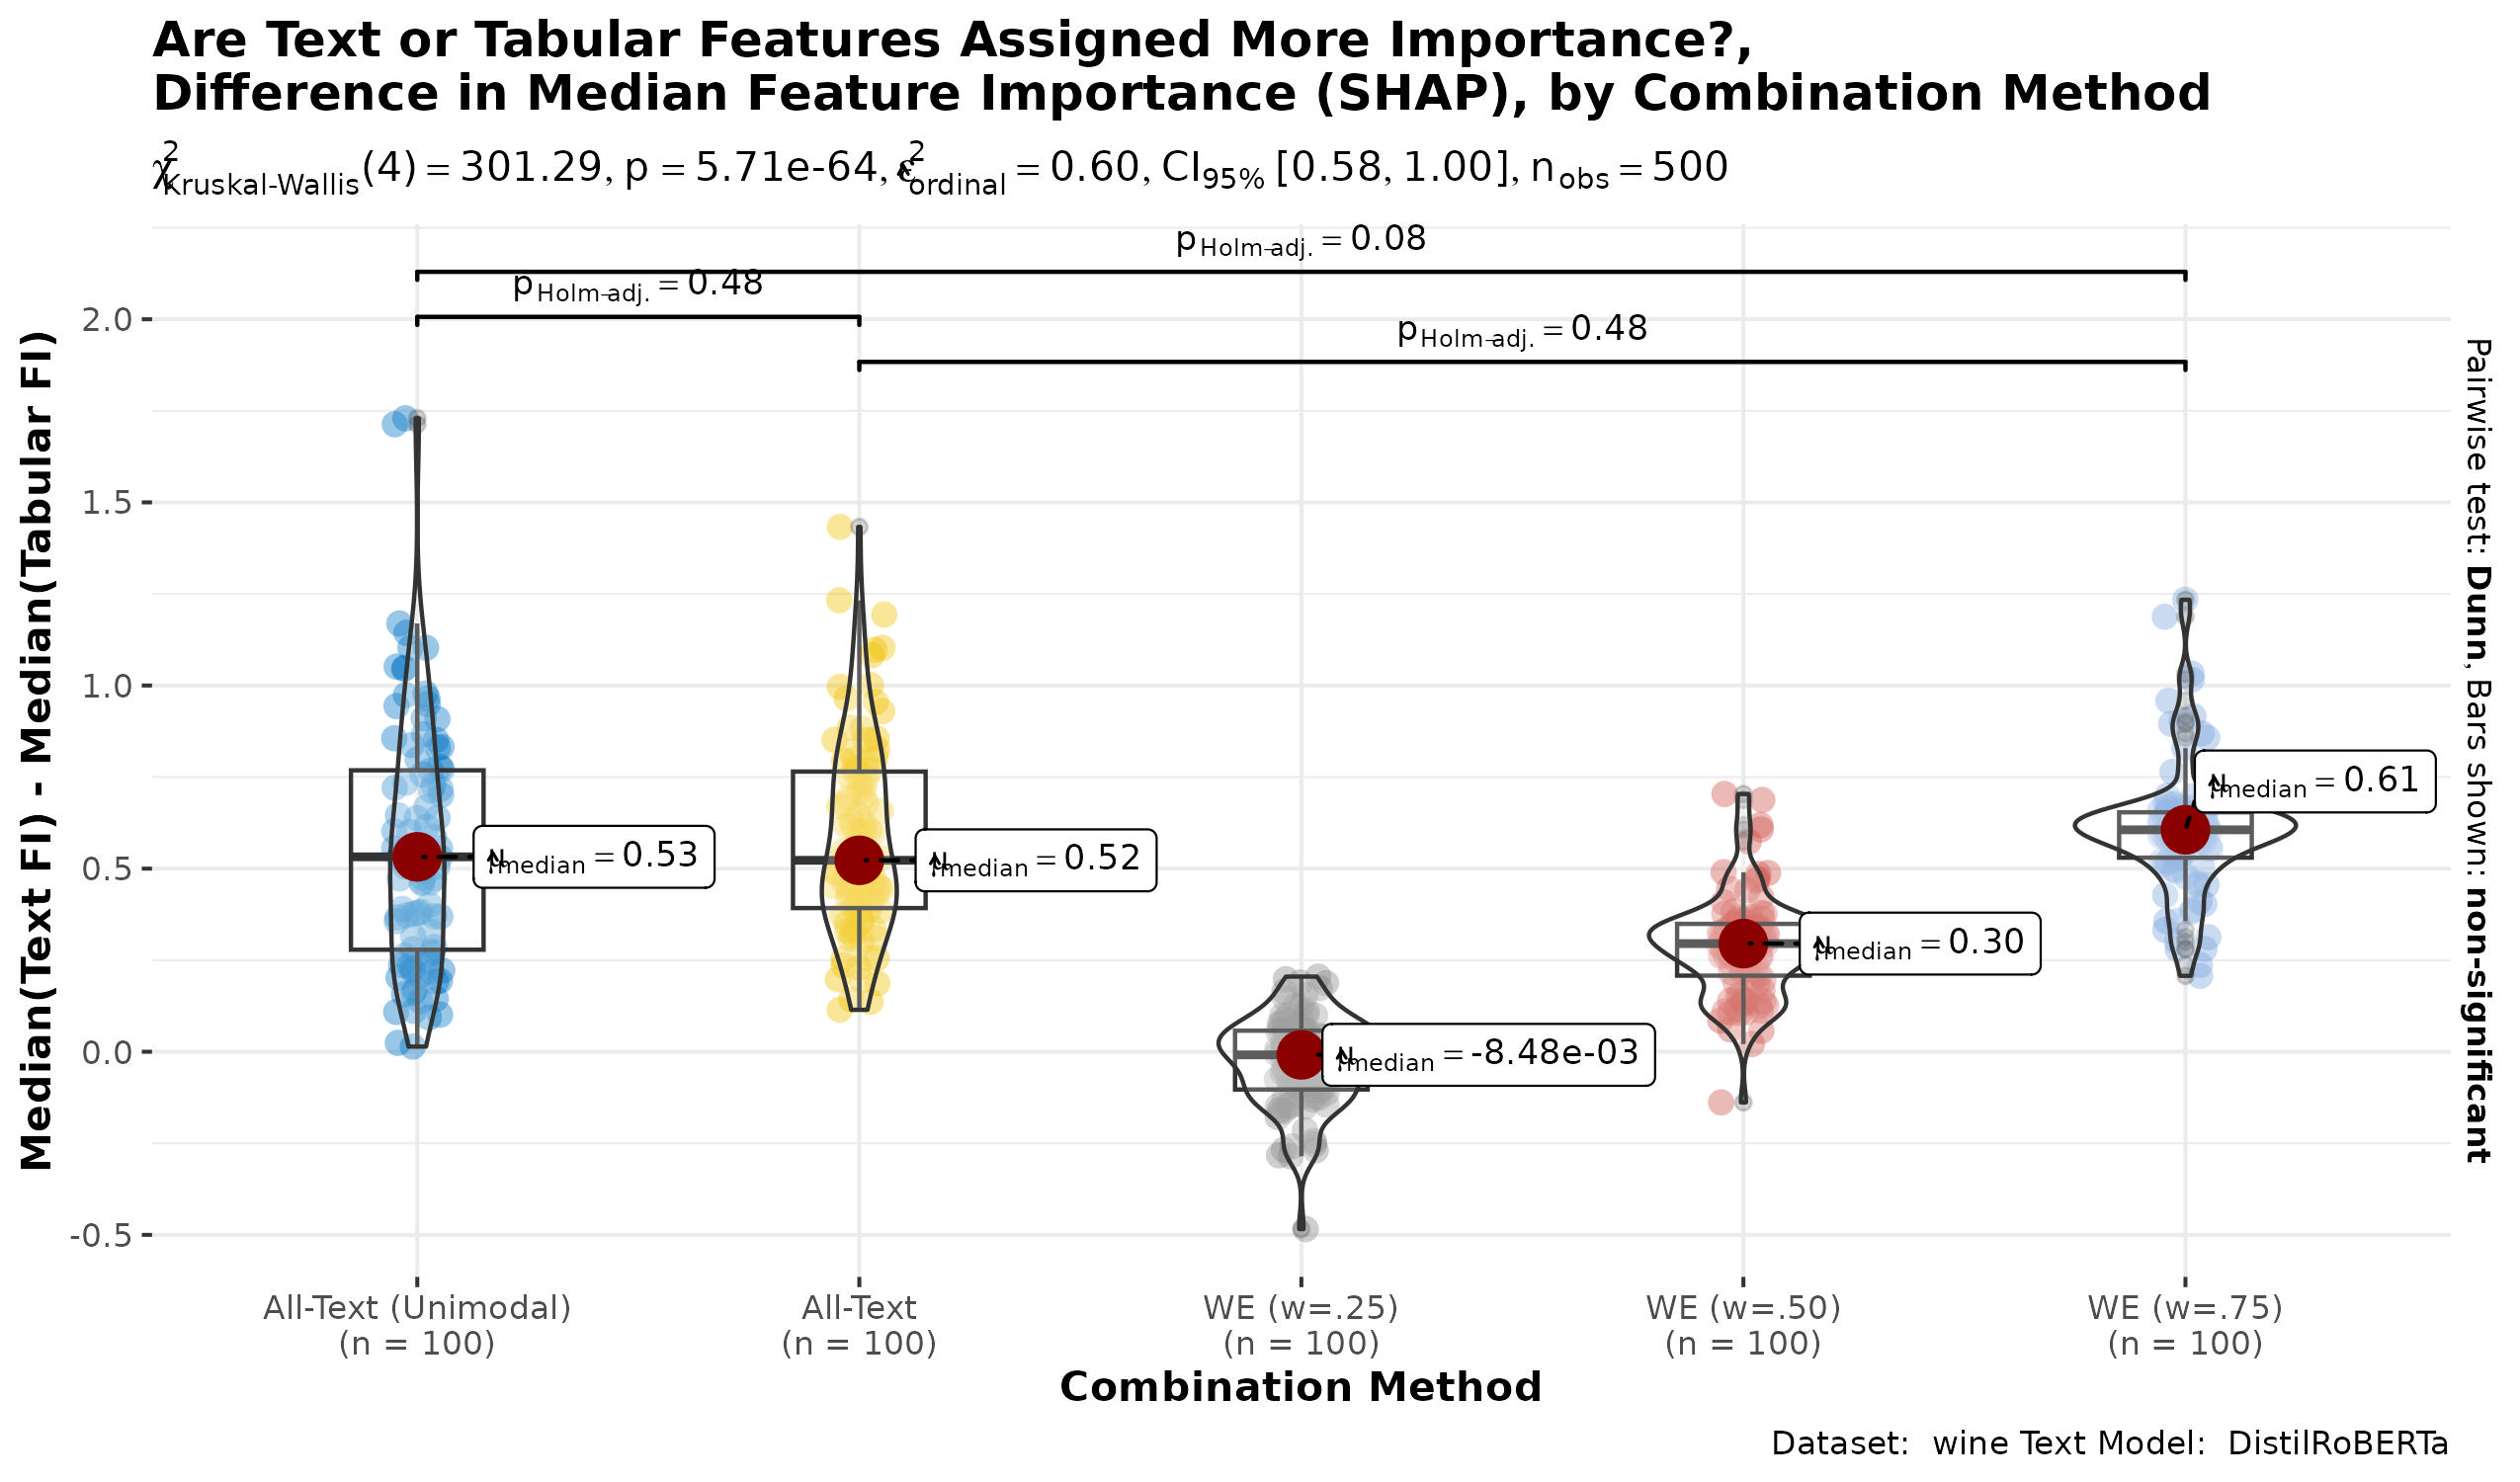 Are Text or Tabular Features Assigned More Importance?,
Difference in Median Feature Importance (SHAP), by Combination Method
χ²Kruskal-Wallis(4) = 301.29, p = 5.71e-64, ε̂²ordinal = 0.60, CI95% [0.58, 1.00], nobs = 500
pHolm-adj. = 0.08
pHolm-adj. = 0.48
pHolm-adj. = 0.48
Median(Text FI) - Median(Tabular FI)
2.0
1.5
1.0
0.5
0.0
-0.5
μ̂median = 0.53
μ̂median = 0.52
μ̂median = -8.48e-03
μ̂median = 0.30
μ̂median = 0.61
Pairwise test: Dunn, Bars shown: non-significant
All-Text (Unimodal)
(n = 100)
All-Text
(n = 100)
WE (w=.25)
(n = 100)
WE (w=.50)
(n = 100)
WE (w=.75)
(n = 100)
Combination Method
Dataset: wine Text Model: DistilRoBERTa